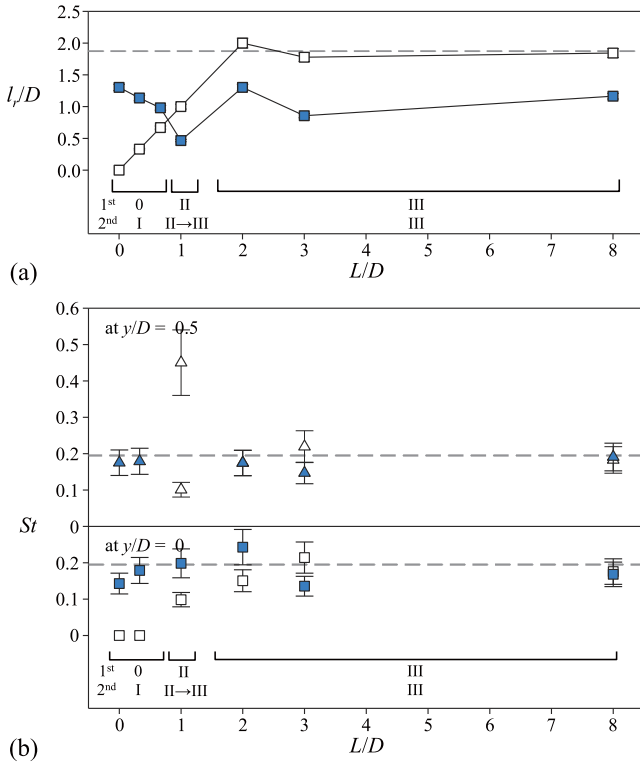 2.5
2.0
1.5
1.0
0.5
0.0
lᵣ/D
1st 0 II III
2nd I II→III III
0 1 2 3 4 5 6 7 8
L/D
(a)
0.6
at y/D = 0.5
0.5
0.4
0.3
0.2
0.1
0
St
at y/D = 0
0.2
0.1
0
1st 0 II III
2nd I II→III III
0 1 2 3 4 5 6 7 8
L/D
(b)